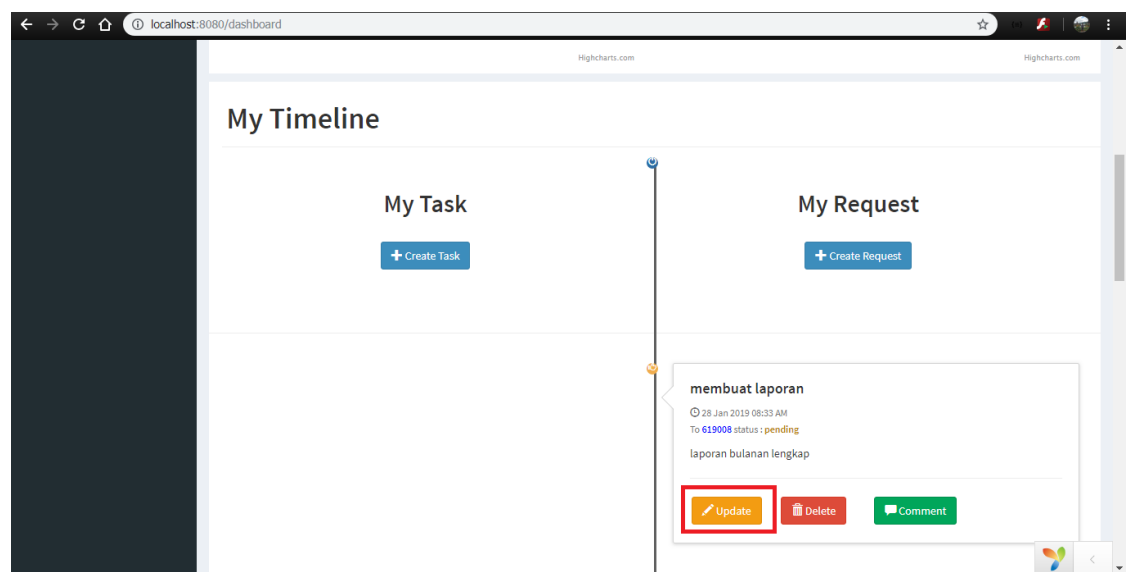 localhost:8080/dashboard
Highcharts.com
Highcharts.com
My Timeline
My Task
My Request
Create Task
Create Request
membuat laporan
28 Jan 2019 08:33 AM
To 619008 status : pending
laporan bulanan lengkap
Update
Delete
Comment